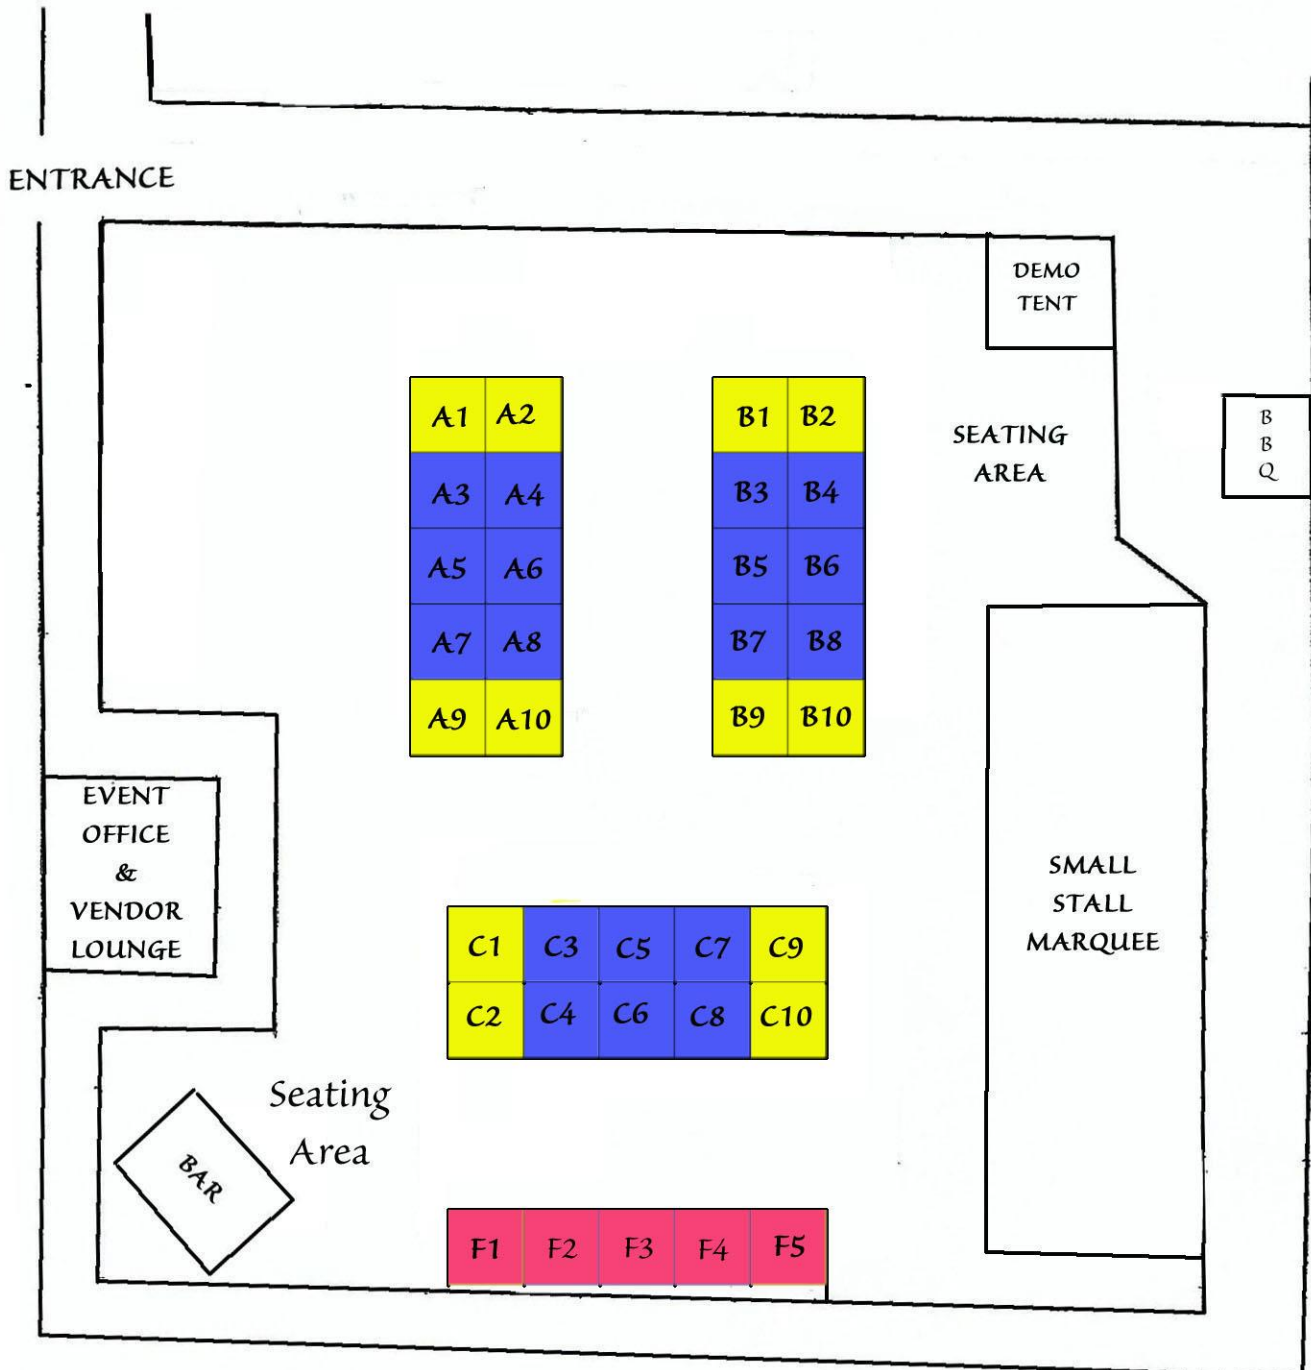 ENTRANCE
DEMO
TENT
A1 A2 B1 B2
SEATING
AREA
B
B
Q
A3 A4 B3 B4
A5 A6 B5 B6
A7 A8 B7 B8
A9 A10 B9 B10
EVENT
OFFICE
&
VENDOR
LOUNGE
SMALL
STALL
MARQUEE
C1 C3 C5 C7 C9
C2 C4 C6 C8 C10
Seating
Area
BAR
F1 F2 F3 F4 F5